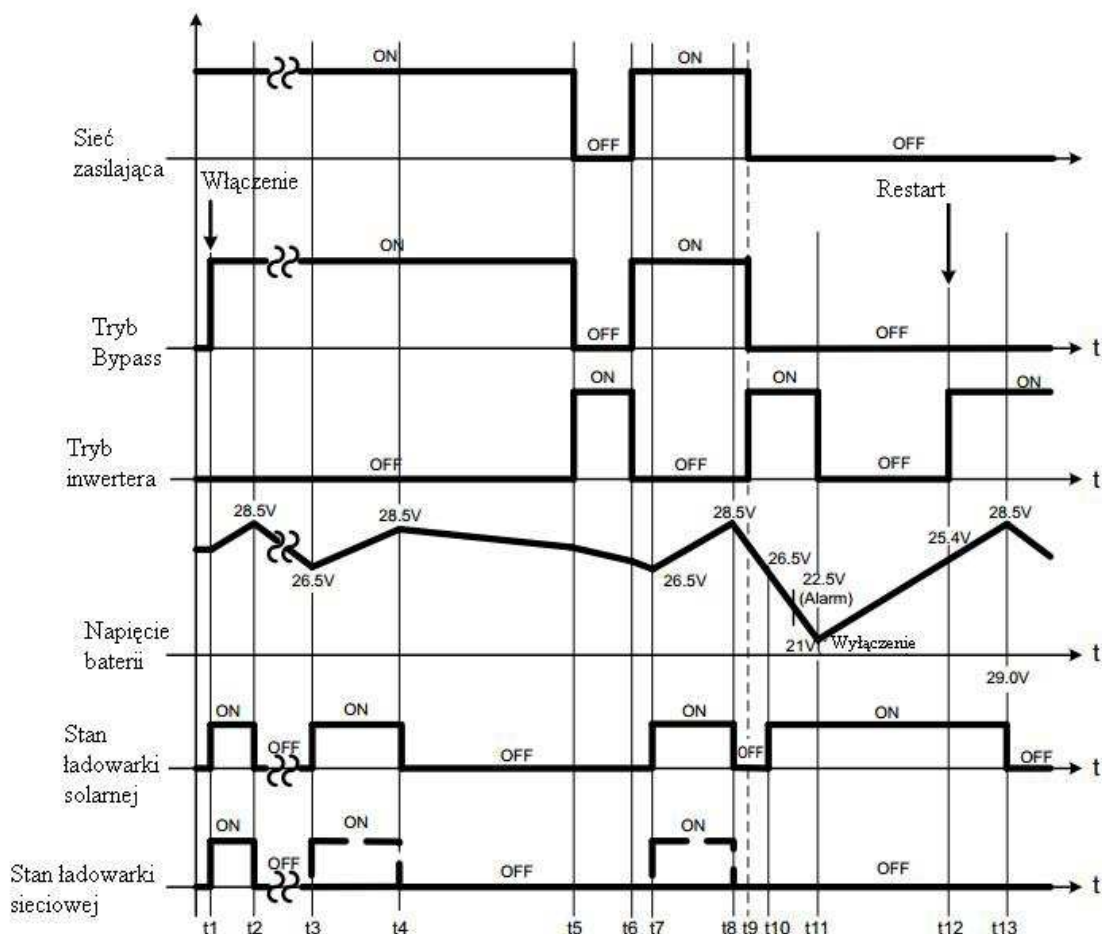 ON
ON
Sieć
zasilająca
OFF
OFF
Włączenie
Restart
ON
ON
Tryb
Bypass
OFF
OFF
t
ON
ON
ON
Tryb
inwertera
OFF
OFF
OFF
t
28.5V
28.5V
28.5V
28.5V
26.5V
26.5V
26.5V
25.4V
22.5V
(Alarm)
21V
Wyłączenie
Napięcie
baterii
t
29.0V
ON
ON
ON
ON
Stan
ładowarki
solarnej
OFF
OFF
OFF
OFF
t
ON
ON
ON
Stan ładowarki
sieciowej
OFF
OFF
OFF
t
t1 t2 t3 t4 t5 t6 t7 t8 t9 t10 t11 t12 t13